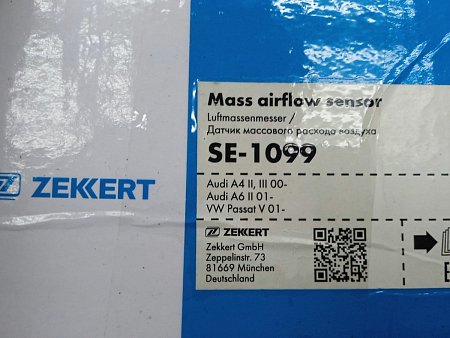 ZEKKERT
Mass airflow sensor
Luftmassenmesser /
Датчик массового расхода воздуха
SE-1099
Audi A4 II, III 00-
Audi A6 II 01-
VW Passat V 01-
ZEKKERT
Zekkert GmbH
Zeppelinstr. 73
81669 München
Deutschland